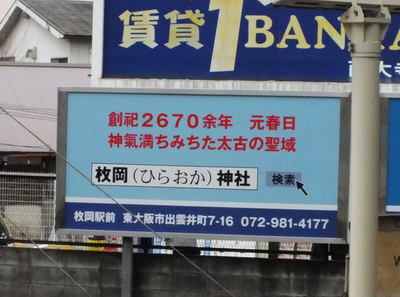 賃貸 1 BAN
創祀2670余年 元春日
神氣満ちみちた太古の聖域
枚岡(ひらおか)神社 検索
枚岡駅前 東大阪市出雲井町7-16 072-981-4177